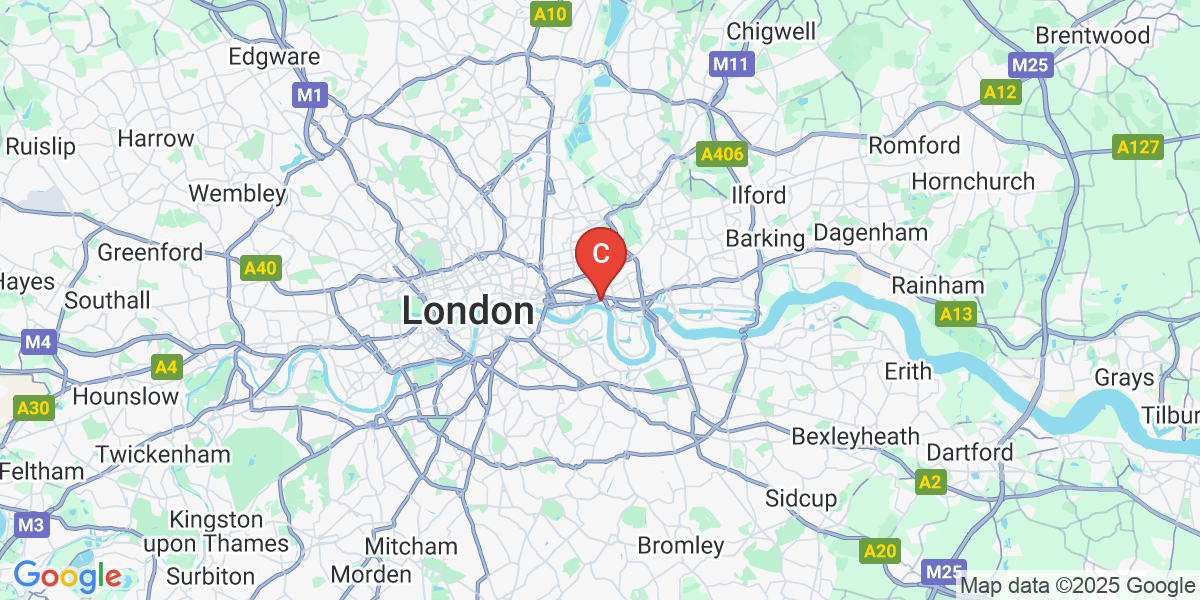 A10
Chigwell
Brentwood
Edgware
M11
M25
M1
A12
Ruislip
Harrow
Romford
A127
A406
Wembley
Ilford
Hornchurch
Greenford
Barking
Dagenham
C
A40
Hayes
Southall
Rainham
London
A13
M4
A4
Erith
Grays
Hounslow
A30
Tilbur
Bexleyheath
Twickenham
Dartford
Feltham
A2
Sidcup
M3
Kingston
upon Thames
Mitcham
Bromley
A20
Google
Surbiton
Morden
M25
Map data ©2025 Google